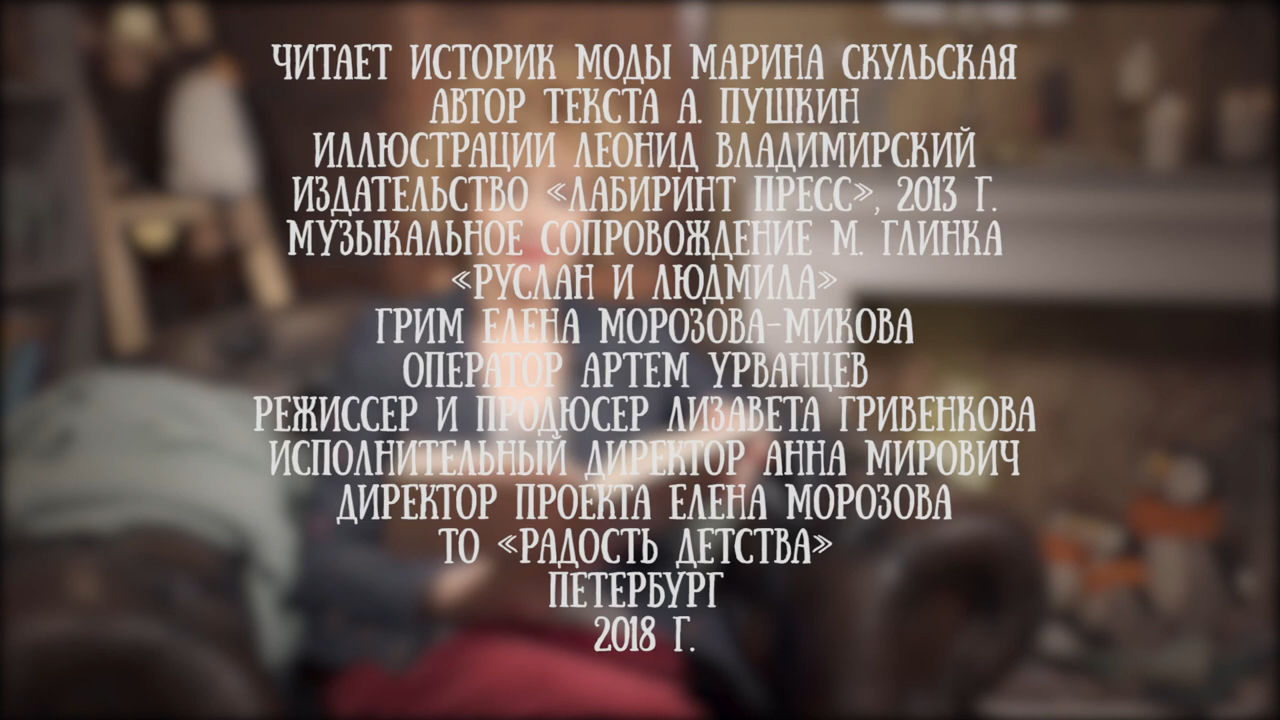 ЧИТАЕТ ИСТОРИК МОДЫ МАРИНА СКУЛЬСКАЯ
АВТОР ТЕКСТА А. ПУШКИН
ИЛЛЮСТРАЦИИ ЛЕОНИД ВЛАДИМИРСКИЙ
ИЗДАТЕЛЬСТВО «ЛАБИРИНТ ПРЕСС», 2013 Г.
МУЗЫКАЛЬНОЕ СОПРОВОЖДЕНИЕ М. ГЛИНКА
«РУСЛАН И ЛЮДМИЛА»
ГРИМ ЕЛЕНА МОРОЗОВА-МИКОВА
ОПЕРАТОР АРТЕМ УРВАНЦЕВ
РЕЖИССЕР И ПРОДЮСЕР ЛИЗАВЕТА ГРИВЕНКОВА
ИСПОЛНИТЕЛЬНЫЙ ДИРЕКТОР АННА МИРОВИЧ
ДИРЕКТОР ПРОЕКТА ЕЛЕНА МОРОЗОВА
ТО «РАДОСТЬ ДЕТСТВА»
ПЕТЕРБУРГ
2018 Г.